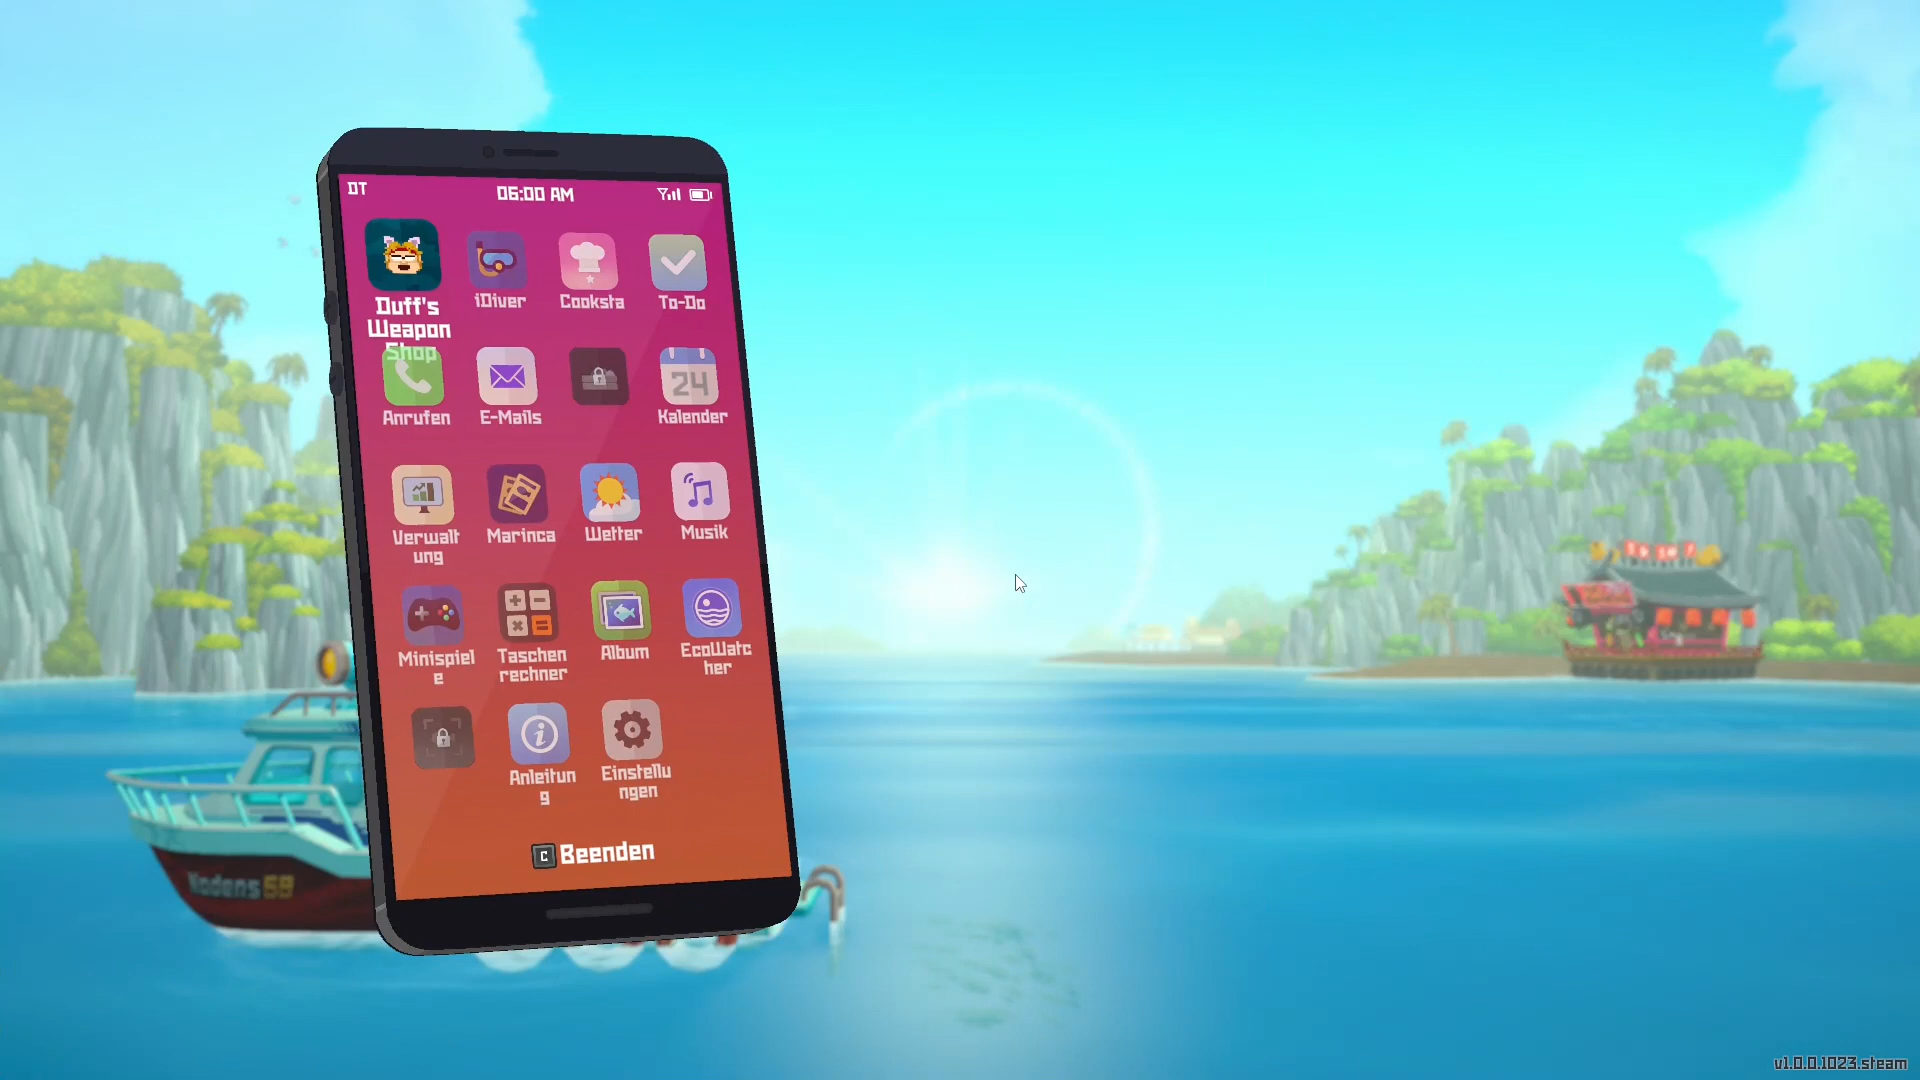 DT
06:00 AM
Duff's
Weapon
Shop
iDiver
Cooksta
To-Do
Anrufen
E-Mails
24
Kalender
Verwalt
ung
Marinca
Wetter
Musik
Minispiel
e
Taschen
rechner
Album
EcoWatc
her
Anleitun
g
Einstellu
ngen
C Beenden
v1.0.0.1023.steam